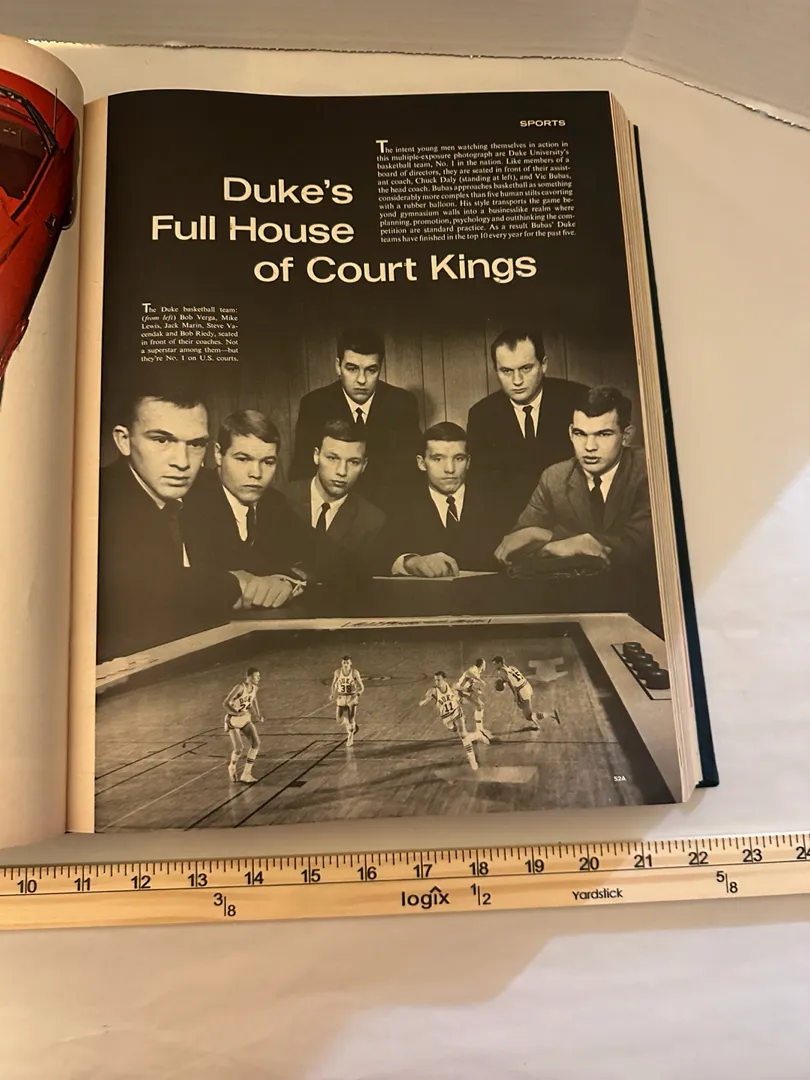 SPORTS
Duke's
Full House
of Court Kings
The intent young men watching themselves in action in
this multiple-exposure photograph are Duke University's
basketball team, No. 1 in the nation. Like members of a
board of directors, they are seated in front of their assist-
ant coach, Chuck Daly (standing at left), and Vic Bubas,
the head coach. Bubas approaches basketball as something
considerably more complex than five human stilts cavorting
with a rubber balloon. His style transports the game be-
yond gymnasium walls into a businesslike realm where
planning, promotion, psychology and outthinking the com-
petition are standard practice. As a result Bubas' Duke
teams have finished in the top 10 every year for the past five.
The Duke basketball team:
(from left) Bob Verga, Mike
Lewis, Jack Marin, Steve Va-
cendak and Bob Riedy, seated
in front of their coaches. Not
a superstar among them—but
they're No. 1 on U.S. courts.
DUKE
35
DUKE
11
52A
10 11 12 13 14 15 16 17 18 19 20 21 22 23 24
3/8 logix 1/2 Yardstick 5/8